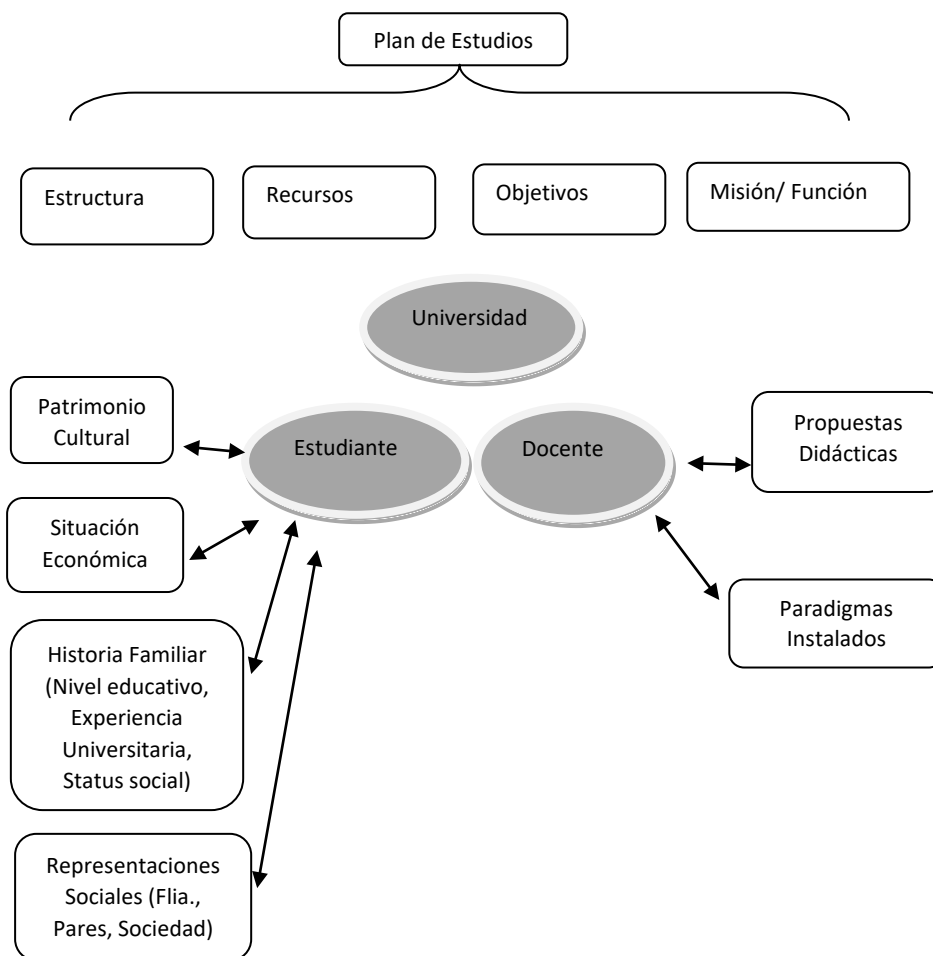 Plan de Estudios
Estructura
Recursos
Objetivos
Misión/ Función
Universidad
Patrimonio
Cultural
Estudiante
Docente
Propuestas
Didácticas
Situación
Económica
Paradigmas
Instalados
Historia Familiar
(Nivel educativo,
Experiencia
Universitaria,
Status social)
Representaciones
Sociales (Flia.,
Pares, Sociedad)